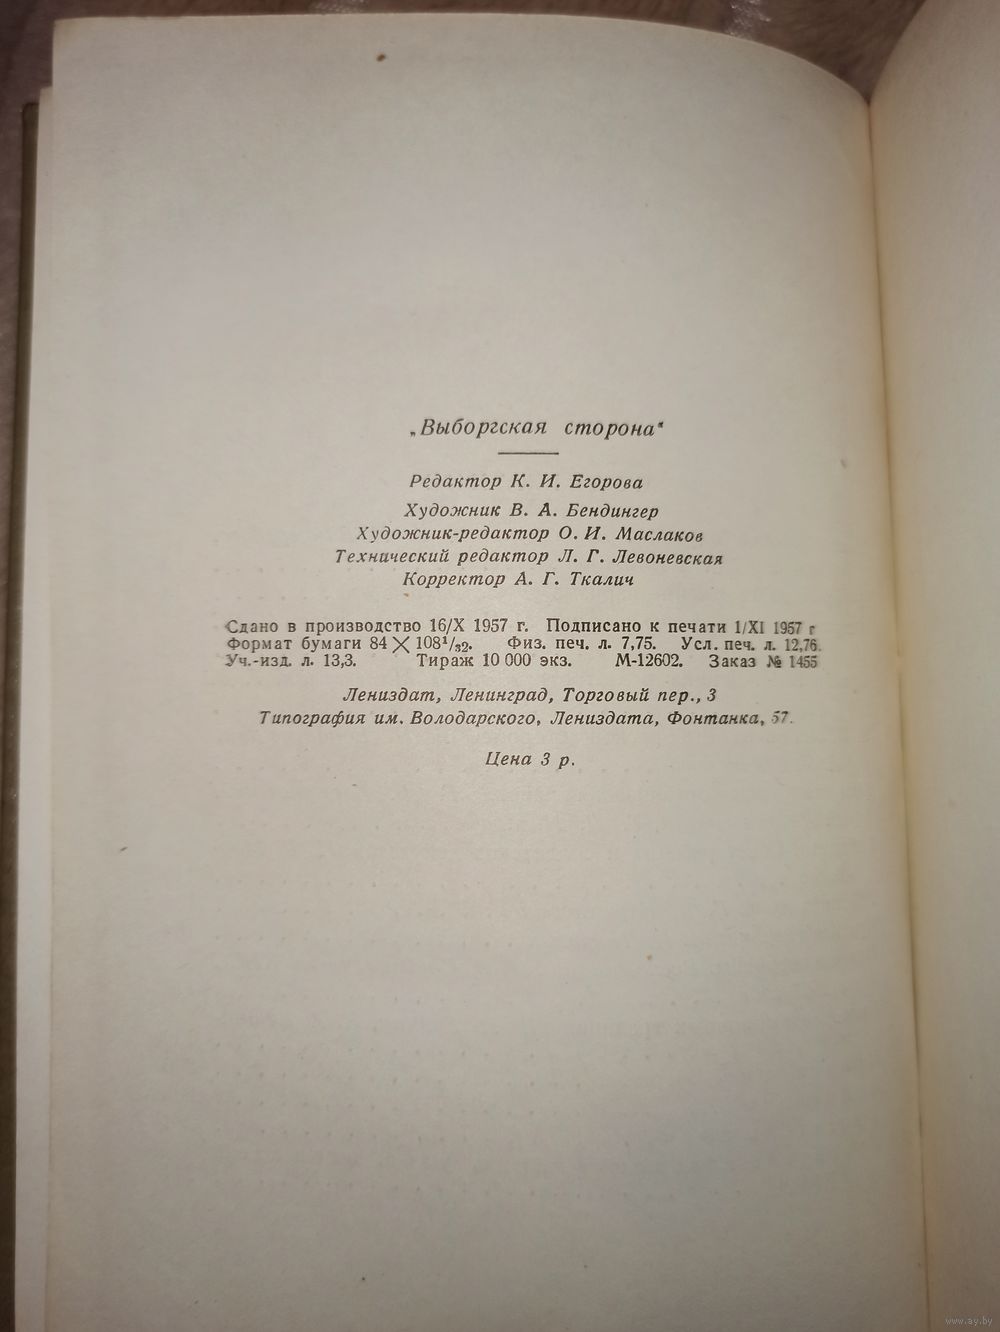 „Выборгская сторона“
Редактор К. И. Егорова
Художник В. А. Бендингер
Художник-редактор О. И. Маслаков
Технический редактор Л. Г. Левоневская
Корректор А. Г. Ткалич
Сдано в производство 16/X 1957 г. Подписано к печати 1/XI 1957 г
Формат бумаги 84 × 108¹/₃₂. Физ. печ. л. 7,75. Усл. печ. л. 12,76.
Уч.-изд. л. 13,3. Тираж 10 000 экз. М-12602. Заказ № 1455
Лениздат, Ленинград, Торговый пер., 3
Типография им. Володарского, Лениздата, Фонтанка, 57.
Цена 3 р.
www.ay.by